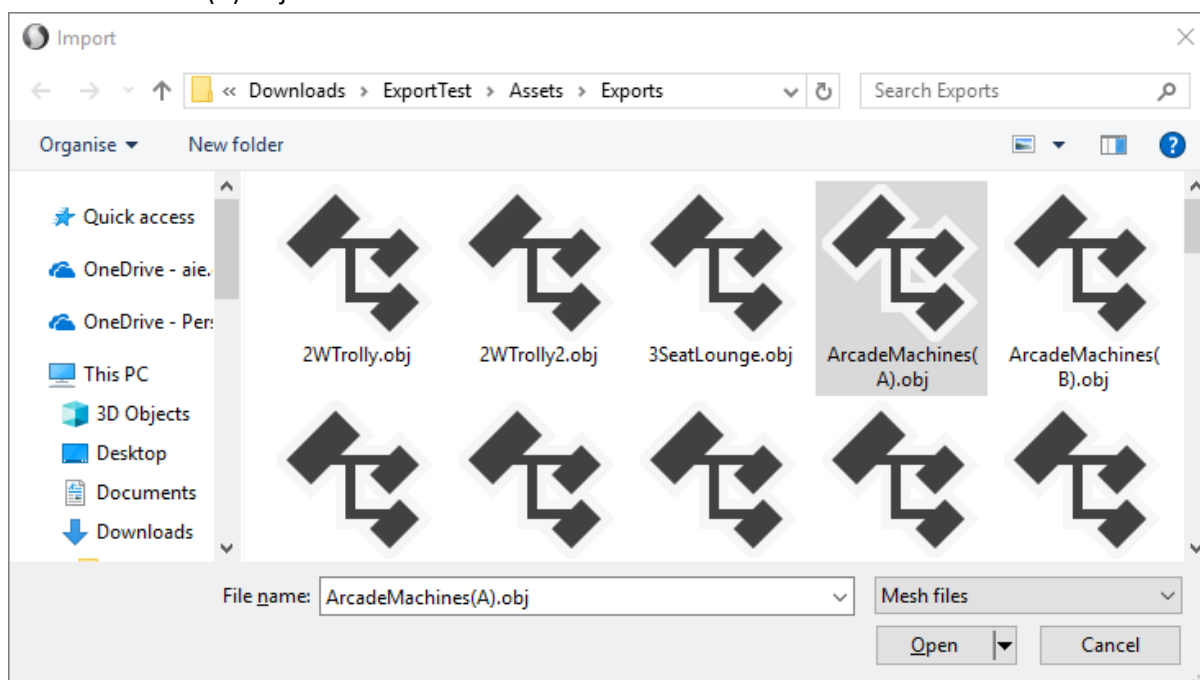 Import
« Downloads > ExportTest > Assets > Exports
Search Exports
Organise
New folder
?
Quick access
OneDrive - aie.
OneDrive - Pers
This PC
3D Objects
Desktop
Documents
Downloads
2WTrolly.obj
2WTrolly2.obj
3SeatLounge.obj
ArcadeMachines(
A).obj
ArcadeMachines(
B).obj
File name:
ArcadeMachines(A).obj
Mesh files
Open
Cancel